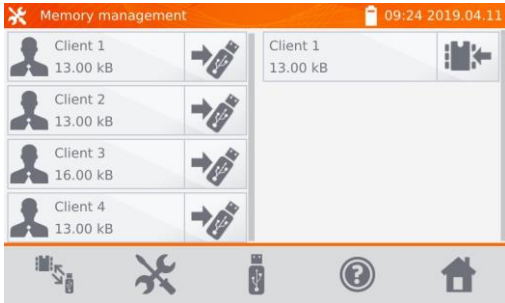 Memory management
09:24 2019.04.11
Client 1
13.00 kB
Client 2
13.00 kB
Client 3
16.00 kB
Client 4
13.00 kB
Client 1
13.00 kB